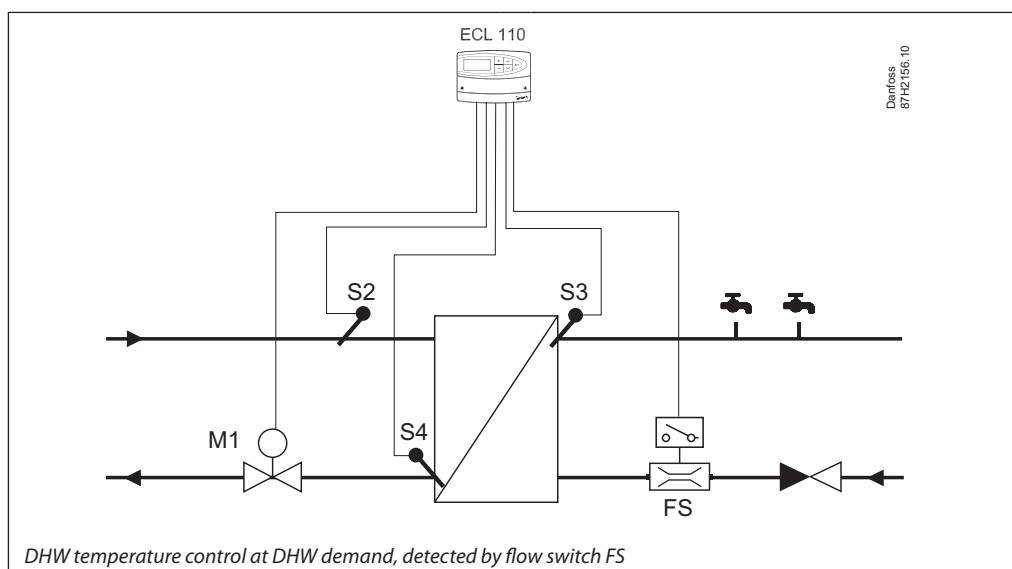 ECL 110
Danfoss
87H2156.10
S2
S3
M1
S4
FS
DHW temperature control at DHW demand, detected by flow switch FS